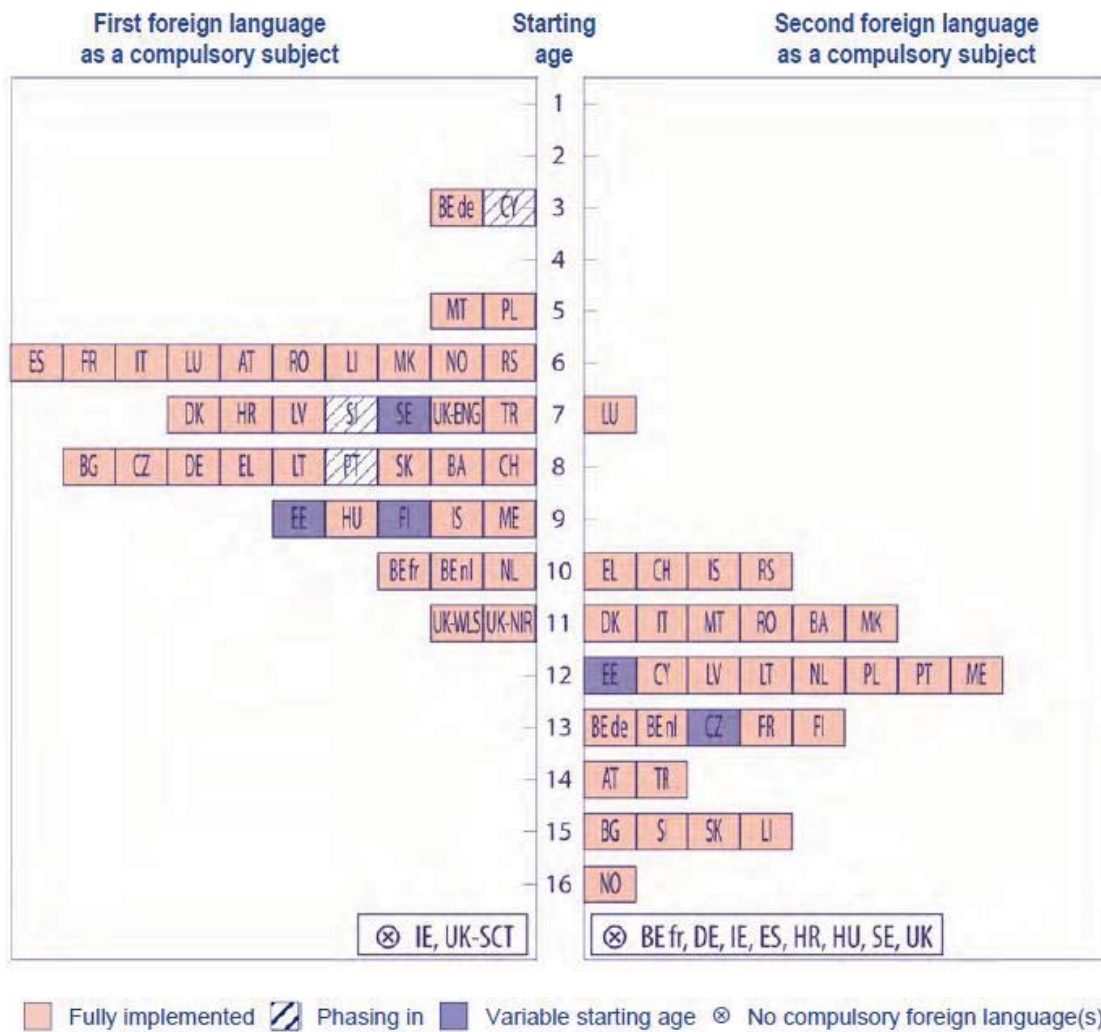 First foreign language
as a compulsory subject
Starting
age
Second foreign language
as a compulsory subject
1
2
BE de CY 3
4
MT PL 5
ES FR IT LU AT RO LI MK NO RS 6
DK HR LV SI SE UK-ENG TR 7 LU
BG CZ DE EL LT PT SK BA CH 8
EE HU FI IS ME 9
BE fr BE nl NL 10 EL CH IS RS
UK-WLS UK-NIR 11 DK IT MT RO BA MK
12 EE CY LV LT NL PL PT ME
13 BE de BE nl CZ FR FI
14 AT TR
15 BG SI SK LI
16 NO
⊗ IE, UK-SCT ⊗ BE fr, DE, IE, ES, HR, HU, SE, UK
Fully implemented Phasing in Variable starting age ⊗ No compulsory foreign language(s)